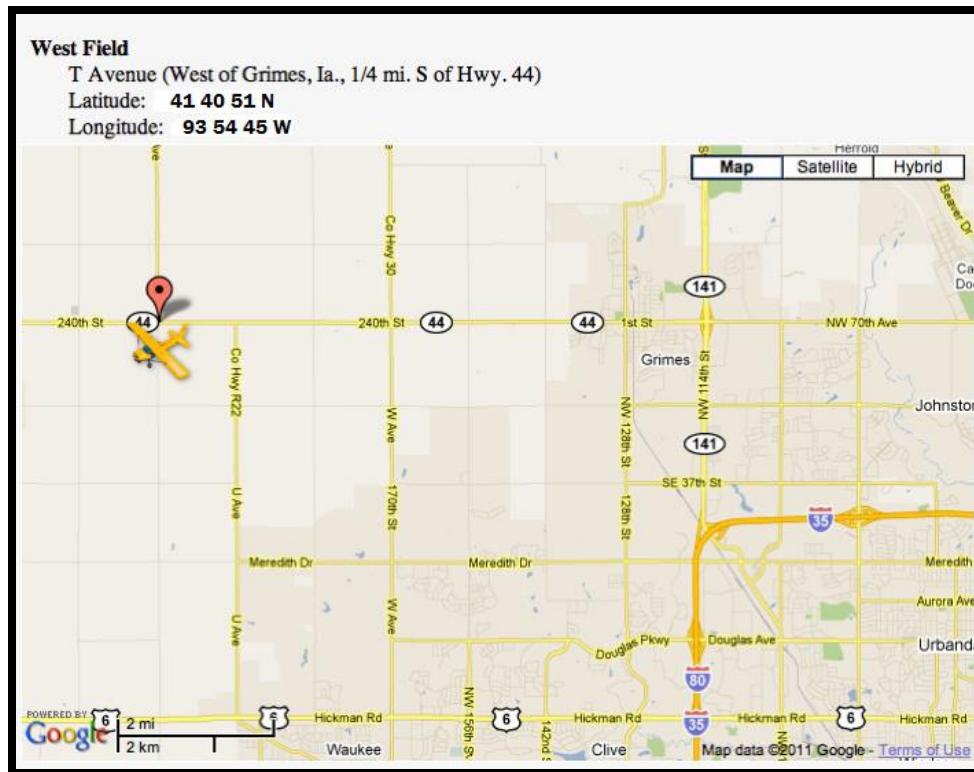 West Field
T Avenue (West of Grimes, Ia., 1/4 mi. S of Hwy. 44)
Latitude: 41 40 51 N
Longitude: 93 54 45 W
Herrold
Map Satellite Hybrid
Ave
Co Hwy 30
Beaver Dr
141
240th St 44 240th St 44 44 1st St NW 70th Ave
Grimes
Co Hwy R22
NW 114th St
W Ave
NW 128th St
Johnston
141
SE 37th St
U Ave
170th St
128th St
35
Meredith Dr Meredith Dr Meredith
Aurora Ave
U Ave
W Ave
Douglas Pkwy Douglas Ave
Urbanda
80
POWERED BY
Google
6 2 mi
2 km
6 Hickman Rd 6 Hickman Rd 35 Hickman Rd 6 Hickman Rd
NW 156th St
142nd
Waukee Clive Map data ©2011 Google - Terms of Use